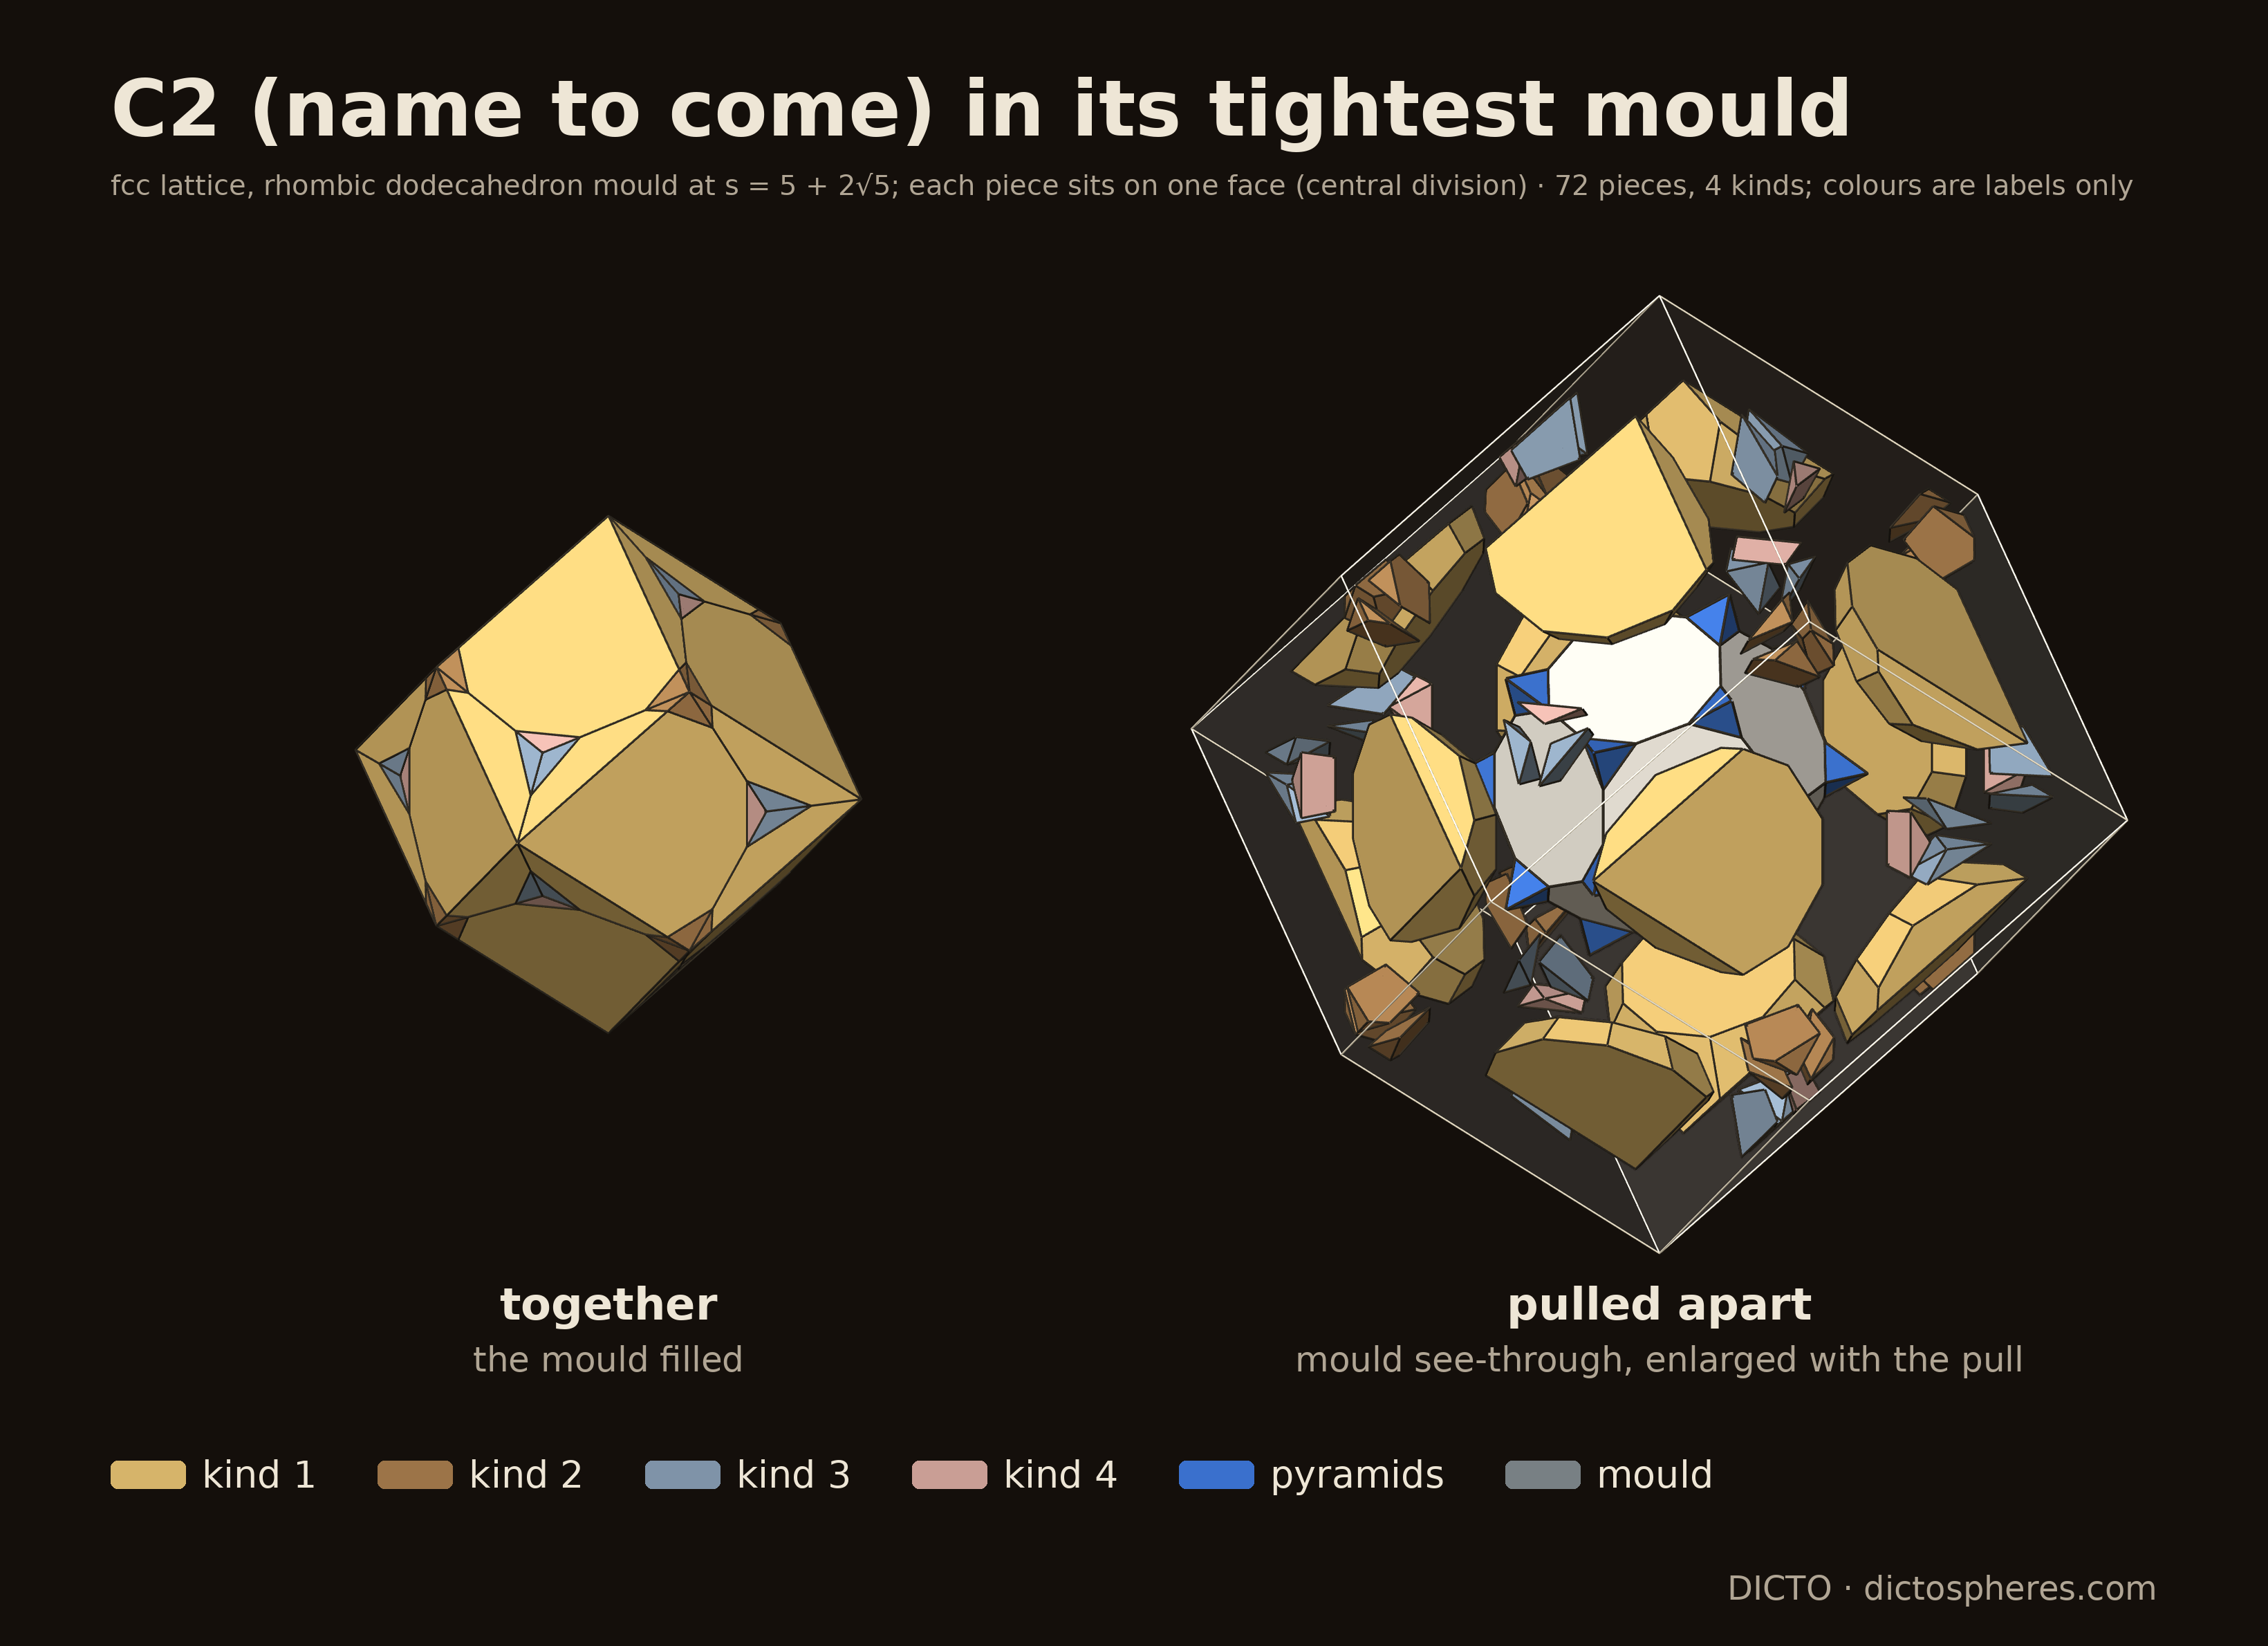 C2 (name to come) in its tightest mould
fcc lattice, rhombic dodecahedron mould at s = 5 + 2√5; each piece sits on one face (central division) · 72 pieces, 4 kinds; colours are labels only
together
the mould filled
pulled apart
mould see-through, enlarged with the pull
kind 1
kind 2
kind 3
kind 4
pyramids
mould
DICTO · dictospheres.com